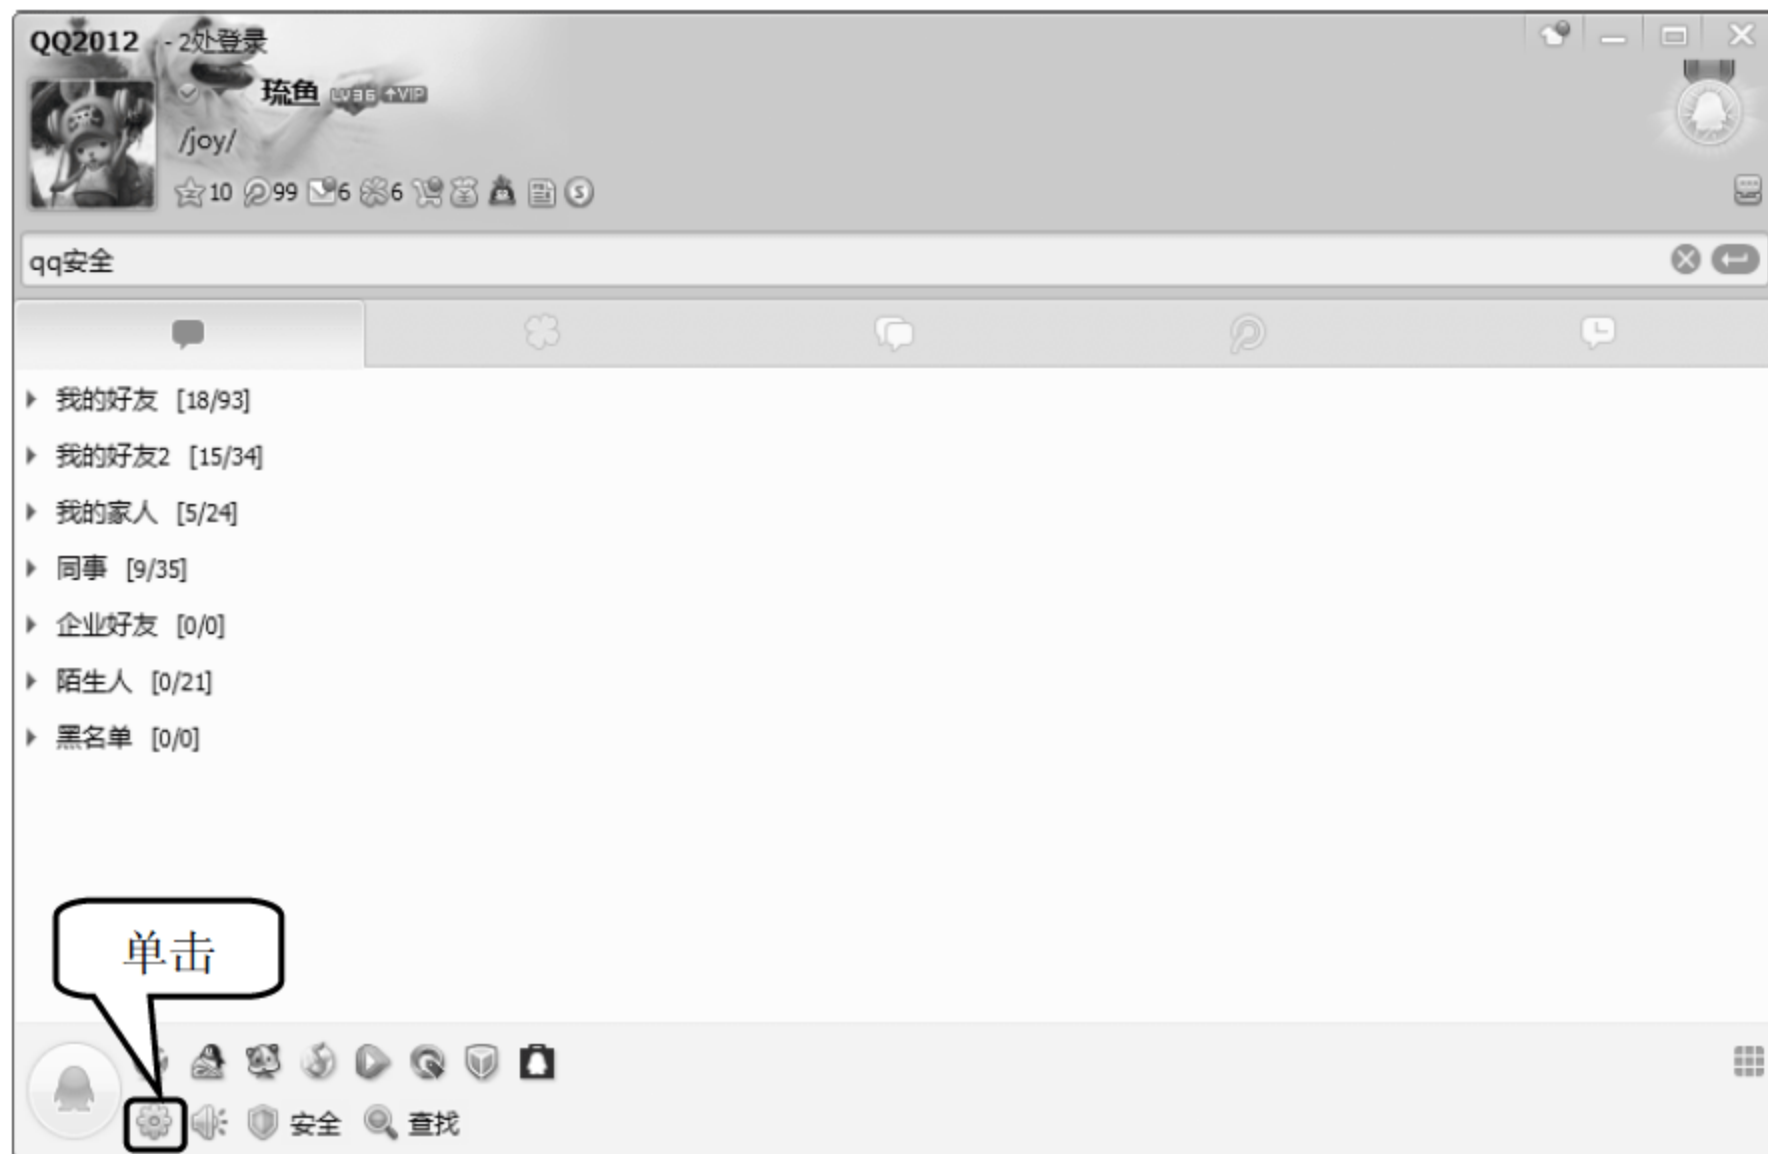 QQ2012 - 2处登录
琉鱼 LV36 ↑VIP
/joy/
10 99 6 6
qq安全
我的好友 [18/93]
我的好友2 [15/34]
我的家人 [5/24]
同事 [9/35]
企业好友 [0/0]
陌生人 [0/21]
黑名单 [0/0]
单击
安全 查找